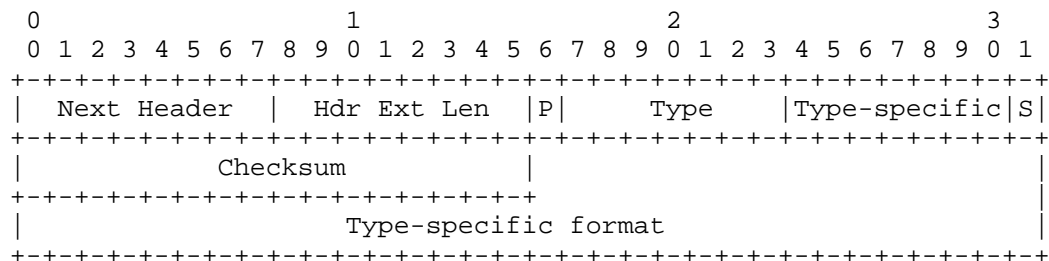 0                   1                   2                   3
 0 1 2 3 4 5 6 7 8 9 0 1 2 3 4 5 6 7 8 9 0 1 2 3 4 5 6 7 8 9 0 1
+-+-+-+-+-+-+-+-+-+-+-+-+-+-+-+-+-+-+-+-+-+-+-+-+-+-+-+-+-+-+-+-+
|  Next Header  |  Hdr Ext Len  |P|     Type    |Type-specific|S|
+-+-+-+-+-+-+-+-+-+-+-+-+-+-+-+-+-+-+-+-+-+-+-+-+-+-+-+-+-+-+-+-+
|            Checksum           |                               |
+-+-+-+-+-+-+-+-+-+-+-+-+-+-+-+-+                               |
|                    Type-specific format                       |
+-+-+-+-+-+-+-+-+-+-+-+-+-+-+-+-+-+-+-+-+-+-+-+-+-+-+-+-+-+-+-+-+